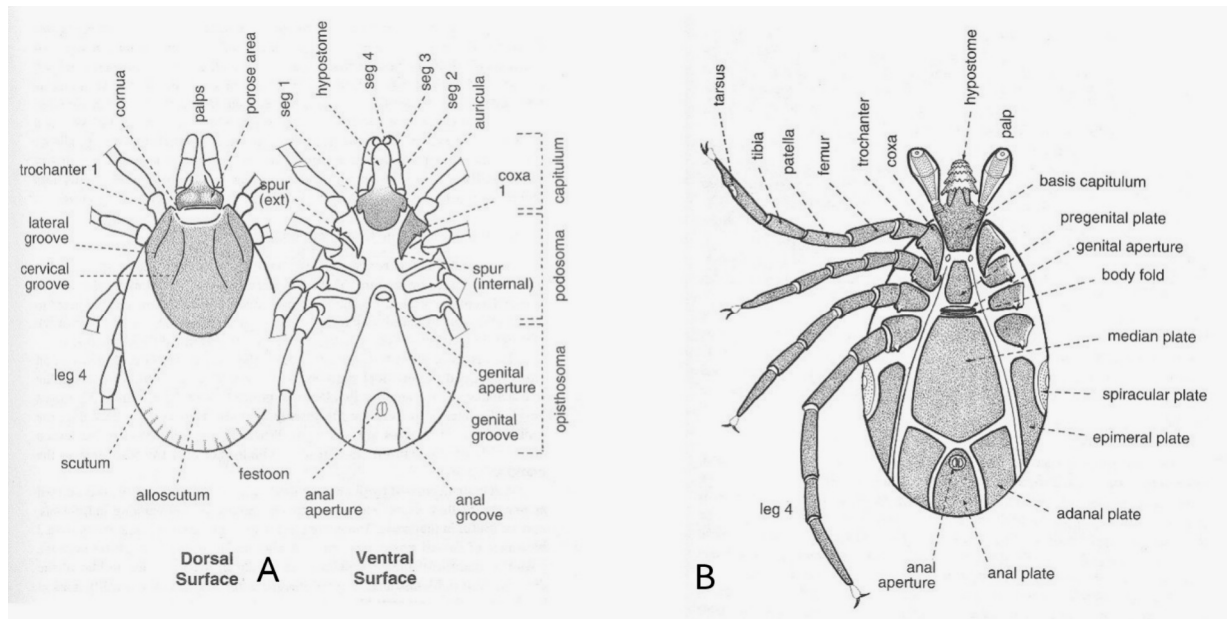 cornua
palps
porose area
seg 1
hypostome
seg 4
seg 3
seg 2
auricula
trochanter 1
spur
(ext)
coxa
1
capitulum
lateral
groove
cervical
groove
spur
(internal)
podosoma
leg 4
genital
aperture
genital
groove
opisthosoma
scutum
festoon
alloscutum
anal
aperture
anal
groove
Dorsal
Surface
A
Ventral
Surface
tarsus
tibia
patella
femur
trochanter
coxa
hypostome
palp
basis capitulum
pregenital plate
genital aperture
body fold
median plate
spiracular plate
epimeral plate
leg 4
adanal plate
anal
aperture
anal plate
B